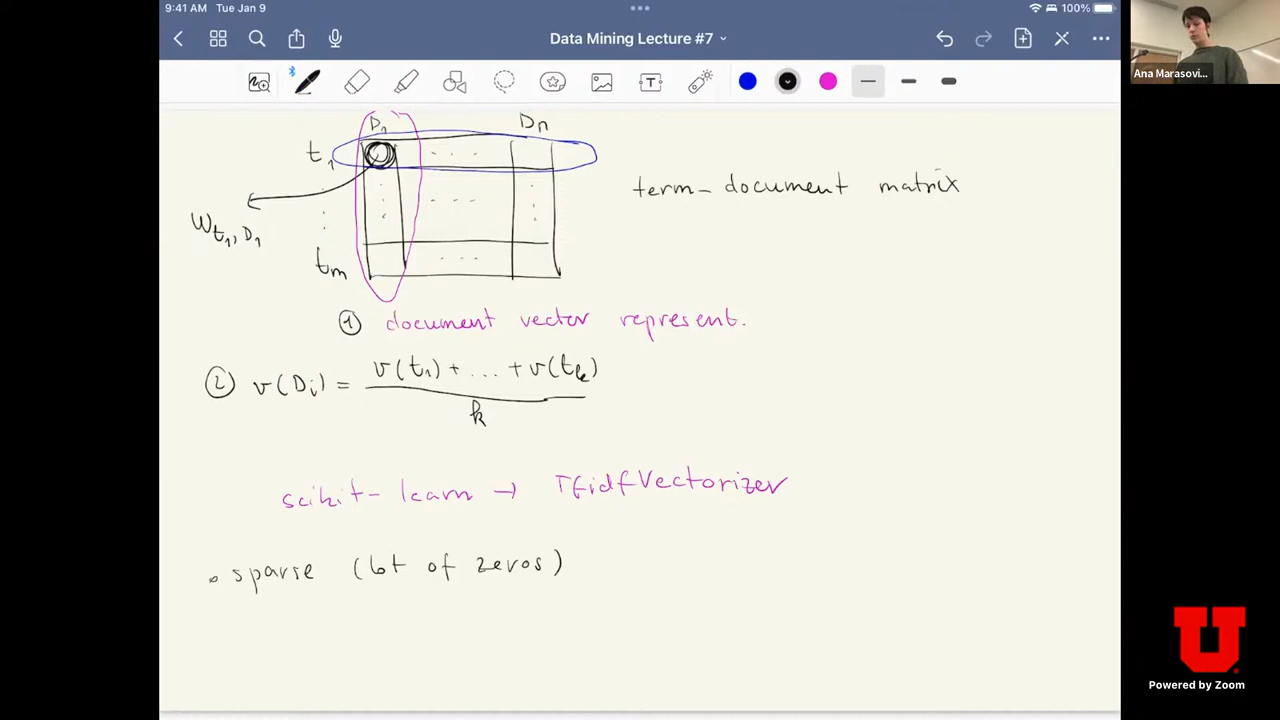 9:41 AM Tue Jan 9
100%
Data Mining Lecture #7
Ana Marasovi...
D1 Dn
t1
term-document matrix
Wt1,D1
tm
① document vector represent.
② v(Di) = v(t1) + ... + v(tk) / k
scikit-learn → TfidfVectorizer
• sparse (lot of zeros)
U
Powered by Zoom